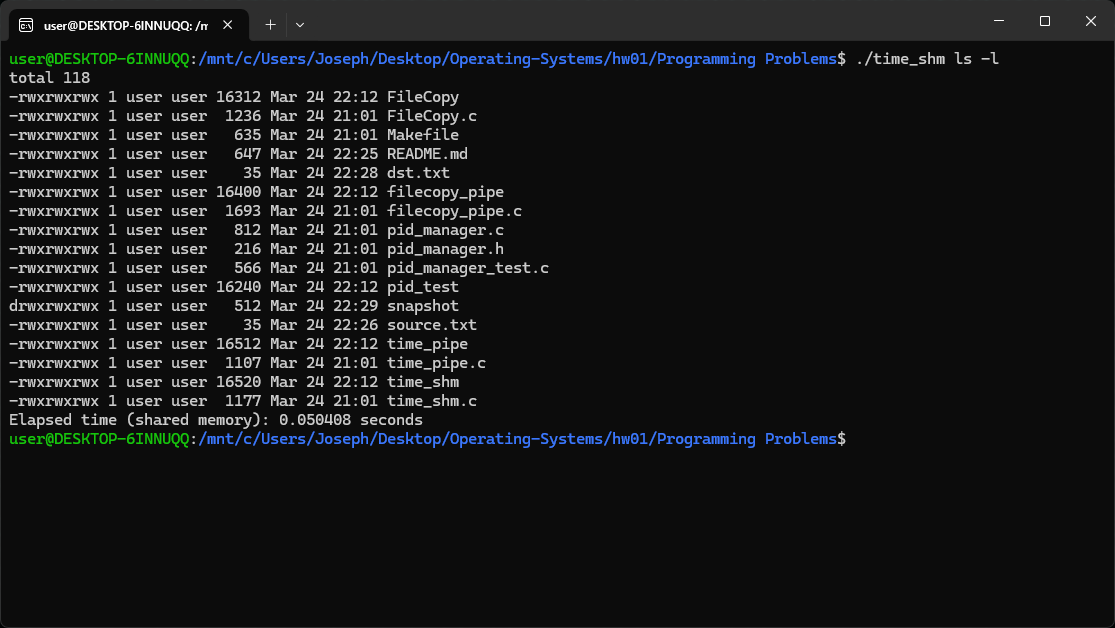 user@DESKTOP-6INNUQQ: /m
user@DESKTOP-6INNUQQ:/mnt/c/Users/Joseph/Desktop/Operating-Systems/hw01/Programming Problems$ ./time_shm ls -l
total 118
-rwxrwxrwx 1 user user 16312 Mar 24 22:12 FileCopy
-rwxrwxrwx 1 user user  1236 Mar 24 21:01 FileCopy.c
-rwxrwxrwx 1 user user   635 Mar 24 21:01 Makefile
-rwxrwxrwx 1 user user   647 Mar 24 22:25 README.md
-rwxrwxrwx 1 user user    35 Mar 24 22:28 dst.txt
-rwxrwxrwx 1 user user 16400 Mar 24 22:12 filecopy_pipe
-rwxrwxrwx 1 user user  1693 Mar 24 21:01 filecopy_pipe.c
-rwxrwxrwx 1 user user   812 Mar 24 21:01 pid_manager.c
-rwxrwxrwx 1 user user   216 Mar 24 21:01 pid_manager.h
-rwxrwxrwx 1 user user   566 Mar 24 21:01 pid_manager_test.c
-rwxrwxrwx 1 user user 16240 Mar 24 22:12 pid_test
drwxrwxrwx 1 user user   512 Mar 24 22:29 snapshot
-rwxrwxrwx 1 user user    35 Mar 24 22:26 source.txt
-rwxrwxrwx 1 user user 16512 Mar 24 22:12 time_pipe
-rwxrwxrwx 1 user user  1107 Mar 24 21:01 time_pipe.c
-rwxrwxrwx 1 user user 16520 Mar 24 22:12 time_shm
-rwxrwxrwx 1 user user  1177 Mar 24 21:01 time_shm.c
Elapsed time (shared memory): 0.050408 seconds
user@DESKTOP-6INNUQQ:/mnt/c/Users/Joseph/Desktop/Operating-Systems/hw01/Programming Problems$